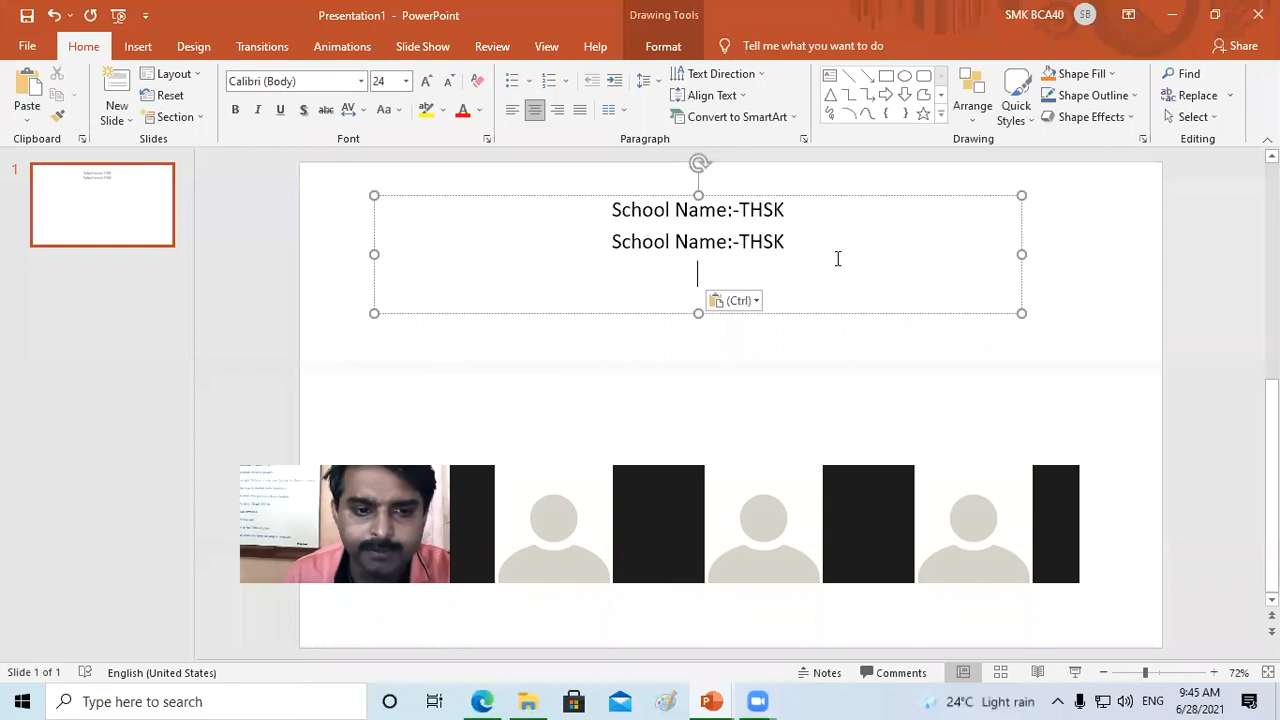 Presentation1 - PowerPoint
Drawing Tools
SMK BCA40
SB
File
Home
Insert
Design
Transitions
Animations
Slide Show
Review
View
Help
Format
Tell me what you want to do
Share
Paste
Clipboard
New
Slide
Layout
Reset
Section
Slides
Calibri (Body)
24
B
I
U
S
abc
AV
Aa
A
Font
Text Direction
Align Text
Convert to SmartArt
Paragraph
Arrange
Quick
Styles
Shape Fill
Shape Outline
Shape Effects
Drawing
Find
Replace
Select
Editing
1
School Name:-THSK
School Name:-THSK
(Ctrl)
Slide 1 of 1
English (United States)
Notes
Comments
72%
Type here to search
24°C Light rain
ENG
9:45 AM
6/28/2021